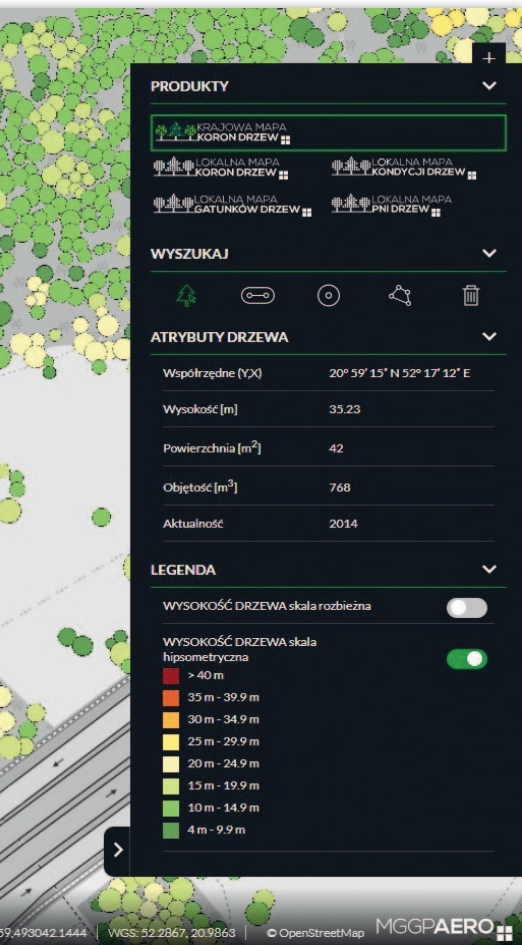 +
PRODUKTY
KRAJOWA MAPA
KORON DRZEW
LOKALNA MAPA
KORON DRZEW
LOKALNA MAPA
KONDYCJI DRZEW
LOKALNA MAPA
GATUNKÓW DRZEW
LOKALNA MAPA
PNI DRZEW
WYSZUKAJ
ATRYBUTY DRZEWA
Współrzędne (Y,X) 20° 59' 15" N 52° 17' 12" E
Wysokość [m] 35.23
Powierzchnia [m²] 42
Objętość [m³] 768
Aktualność 2014
LEGENDA
WYSOKOŚĆ DRZEWA skala rozbieżna
WYSOKOŚĆ DRZEWA skala
hipsometryczna
> 40 m
35 m - 39.9 m
30 m - 34.9 m
25 m - 29.9 m
20 m - 24.9 m
15 m - 19.9 m
10 m - 14.9 m
4 m - 9.9 m
59,493042.1444 | WGS: 52.2867, 20.9863 | © OpenStreetMap MGGPAERO